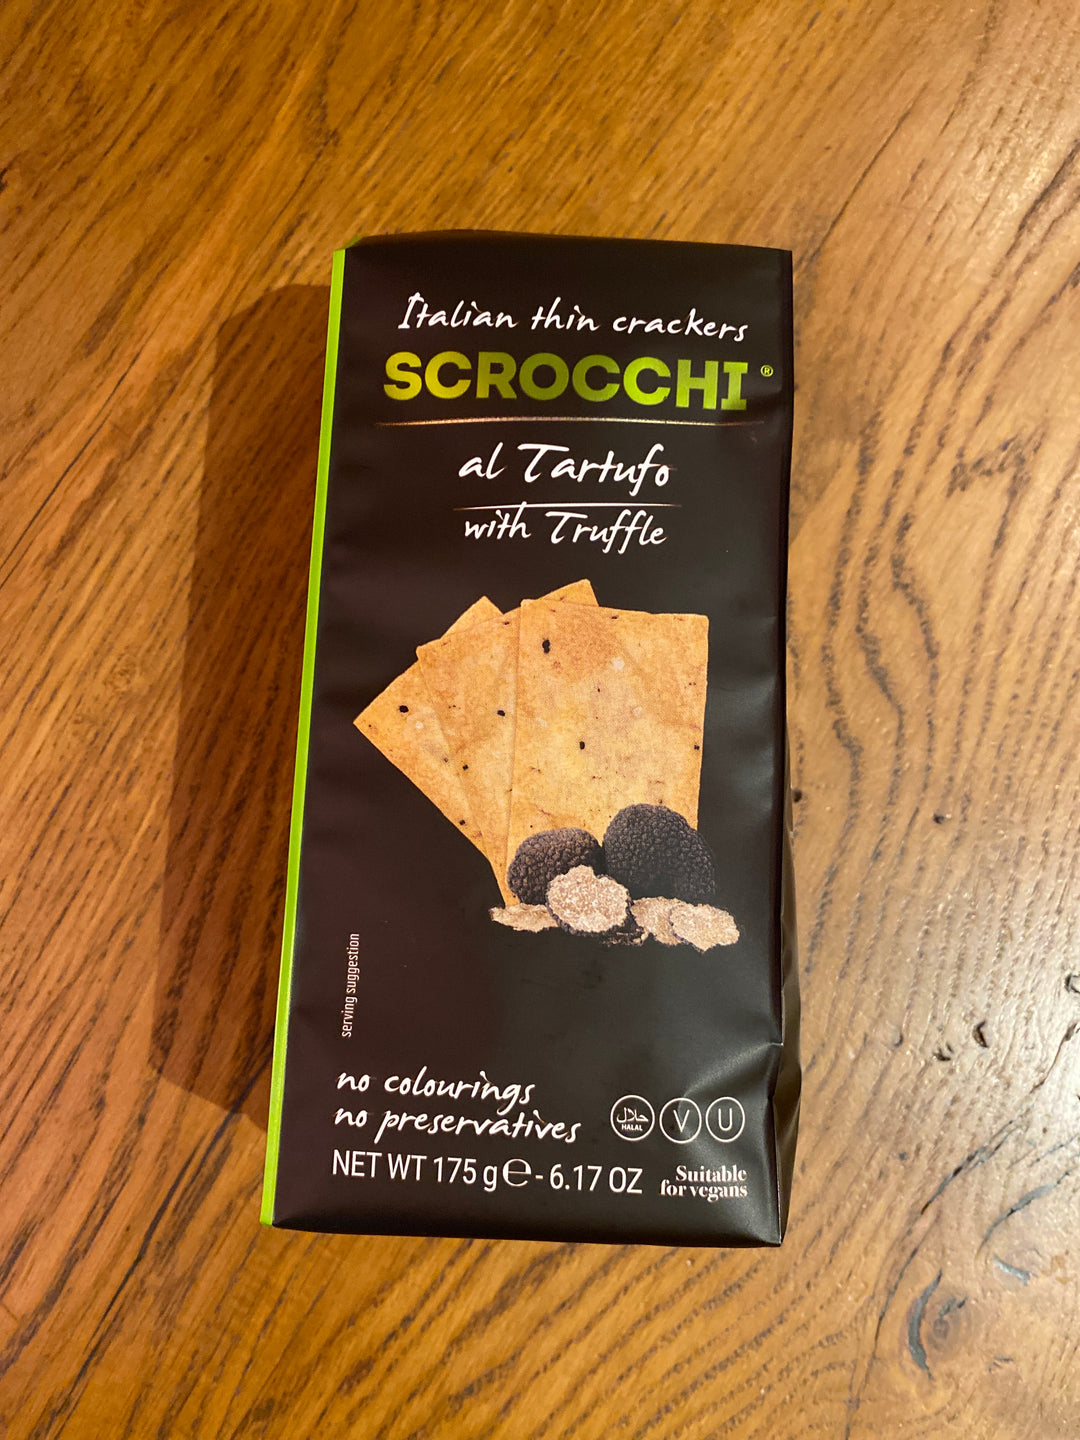 Italian thin crackers
SCROCCHI ®
al Tartufo
with Truffle
serving suggestion
no colourings
no preservatives
حلال
HALAL
V
U
NET WT 175 g ℮ - 6.17 OZ
Suitable
for vegans